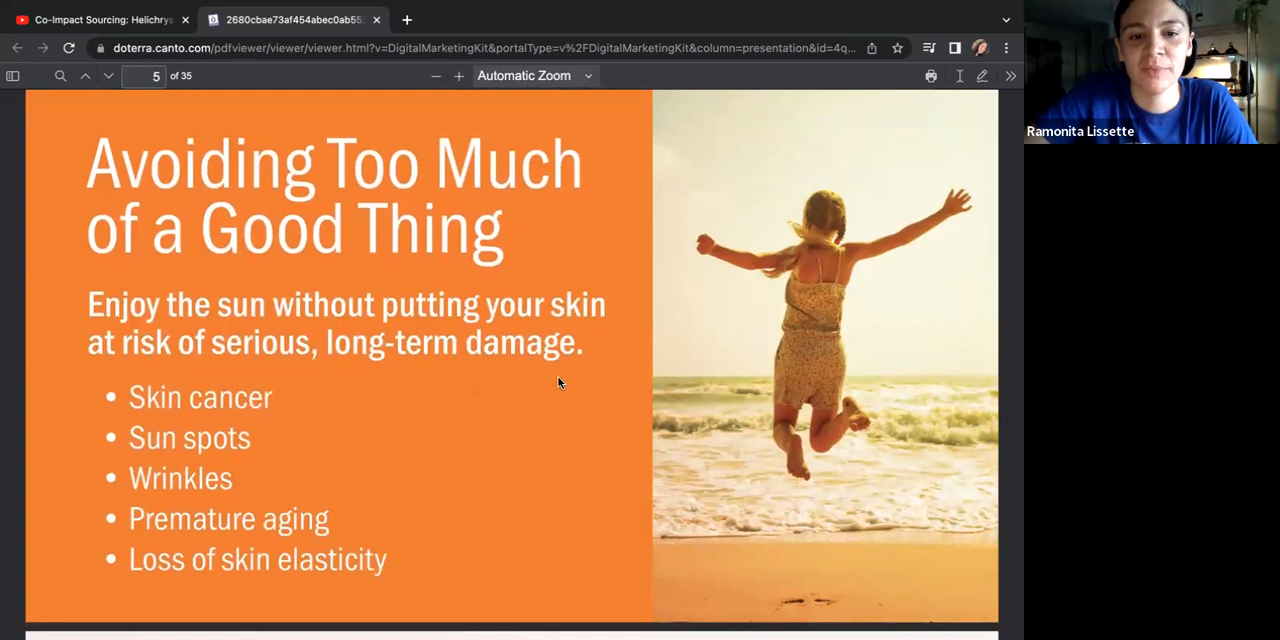 Co-Impact Sourcing: Helichrys
2680cbae73af454abec0ab55
doterra.canto.com/pdfviewer/viewer/viewer.html?v=DigitalMarketingKit&portalType=v%2FDigitalMarketingKit&column=presentation&id=4q...
5 of 35
Automatic Zoom
Ramonita Lissette
Avoiding Too Much
of a Good Thing
Enjoy the sun without putting your skin
at risk of serious, long-term damage.
• Skin cancer
• Sun spots
• Wrinkles
• Premature aging
• Loss of skin elasticity